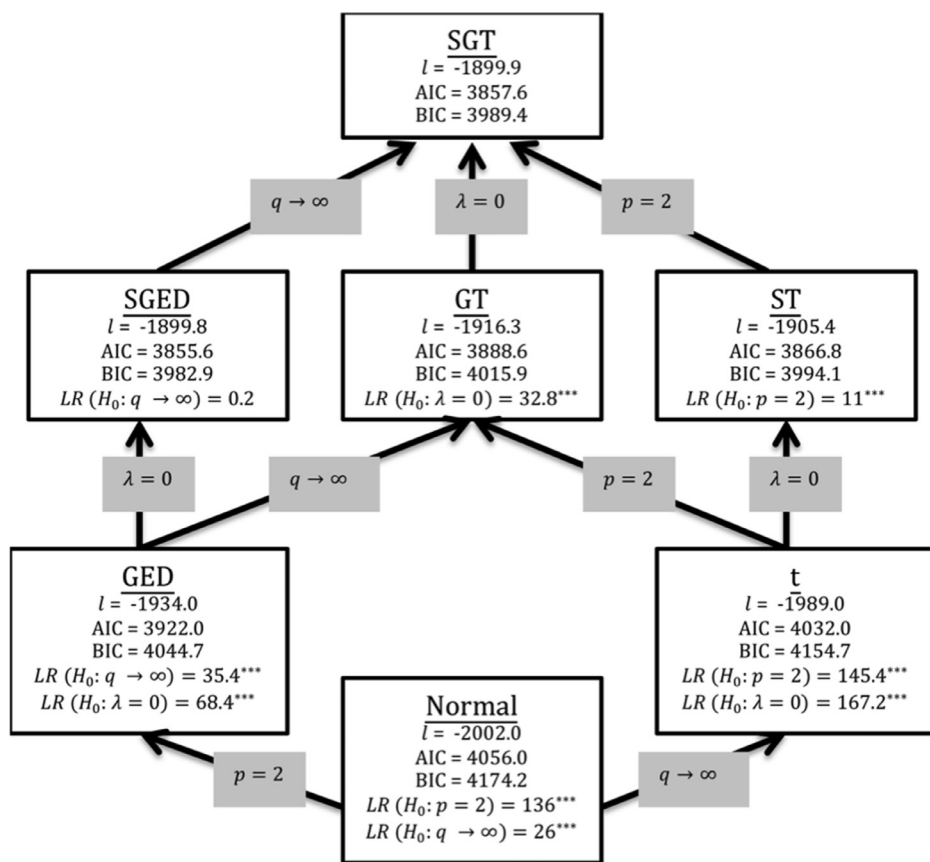 SGT
l = -1899.9
AIC = 3857.6
BIC = 3989.4
q → ∞
λ = 0
p = 2
SGED
l = -1899.8
AIC = 3855.6
BIC = 3982.9
LR (H₀: q → ∞) = 0.2
GT
l = -1916.3
AIC = 3888.6
BIC = 4015.9
LR (H₀: λ = 0) = 32.8***
ST
l = -1905.4
AIC = 3866.8
BIC = 3994.1
LR (H₀: p = 2) = 11***
λ = 0
q → ∞
p = 2
λ = 0
GED
l = -1934.0
AIC = 3922.0
BIC = 4044.7
LR (H₀: q → ∞) = 35.4***
LR (H₀: λ = 0) = 68.4***
t
l = -1989.0
AIC = 4032.0
BIC = 4154.7
LR (H₀: p = 2) = 145.4***
LR (H₀: λ = 0) = 167.2***
p = 2
Normal
l = -2002.0
AIC = 4056.0
BIC = 4174.2
LR (H₀: p = 2) = 136***
LR (H₀: q → ∞) = 26***
q → ∞